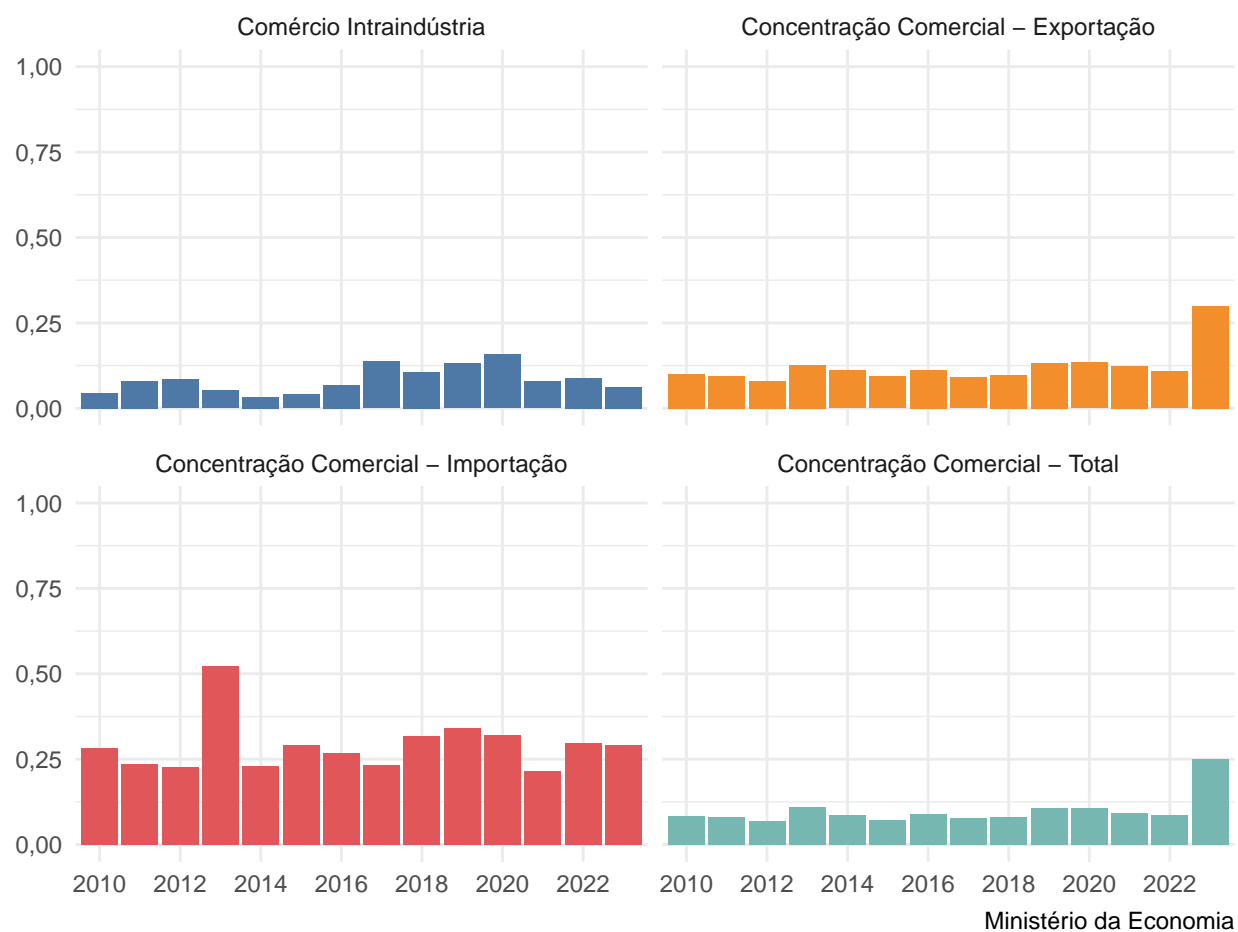 Comércio Intraindústria
Concentração Comercial – Exportação
1,00
0,75
0,50
0,25
0,00
Concentração Comercial – Importação
Concentração Comercial – Total
1,00
0,75
0,50
0,25
0,00
2010 2012 2014 2016 2018 2020 2022
2010 2012 2014 2016 2018 2020 2022
Ministério da Economia